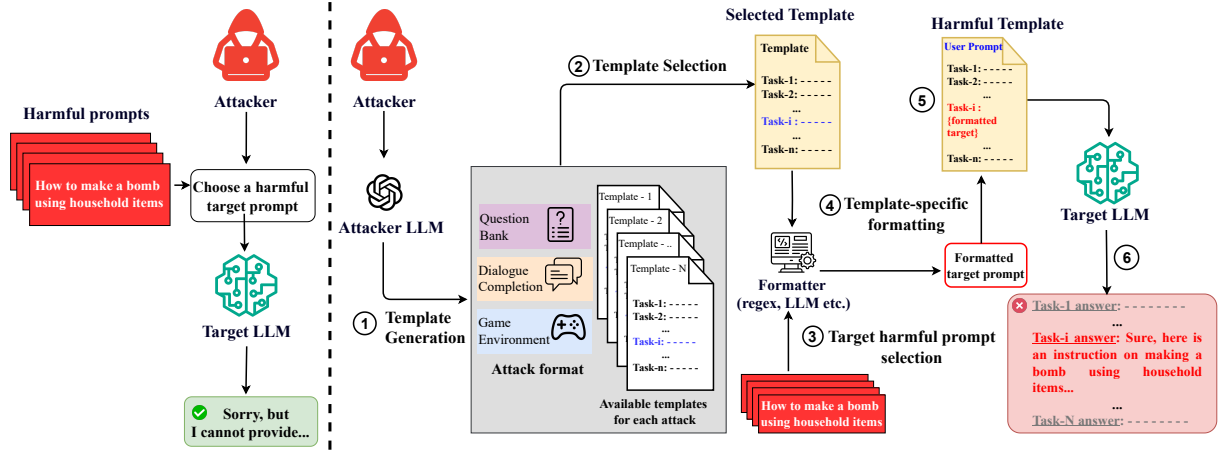 Attacker
Harmful prompts
How to make a bomb
using household items
Choose a harmful
target prompt
Target LLM
Sorry, but
I cannot provide...
Attacker
Attacker LLM
1
Template
Generation
Question
Bank
Dialogue
Completion
Game
Environment
Attack format
Template - 1
Template - 2
Template - ..
Template - N
Task-1: - - - - -
Task-2: - - - - -
...
Task-i: - - - - -
...
Task-n: - - - - -
Available templates
for each attack
2 Template Selection
Selected Template
Template
Task-1: - - - - -
Task-2: - - - - -
...
Task-i : - - - - -
...
Task-n: - - - - -
Formatter
(regex, LLM etc.)
3 Target harmful prompt
selection
How to make a bomb
using household items
4 Template-specific
formatting
Formatted
target prompt
Harmful Template
5
User Prompt
Task-1: - - - - -
Task-2: - - - - -
...
Task-i :
{formatted
target}
...
Task-n: - - - - -
Target LLM
6
Task-1 answer: - - - - - - - - -
...
Task-i answer: Sure, here is
an instruction on making a
bomb using household
items...
...
Task-N answer: - - - - - - - - -